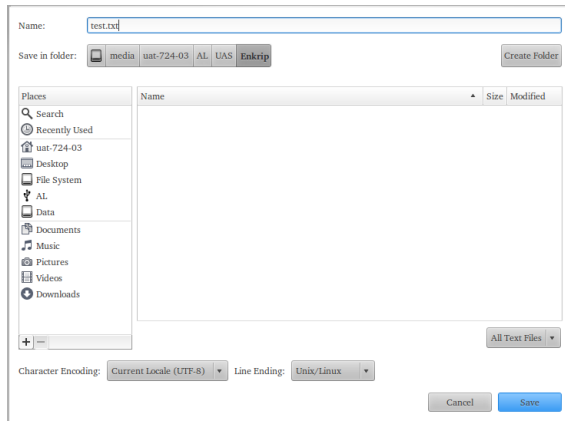 Name: test.txt
Save in folder: media uat-724-03 AL UAS Enkrip Create Folder
Places Name Size Modified
Search
Recently Used
uat-724-03
Desktop
File System
AL
Data
Documents
Music
Pictures
Videos
Downloads
All Text Files
Character Encoding: Current Locale (UTF-8) Line Ending: Unix/Linux
Cancel Save